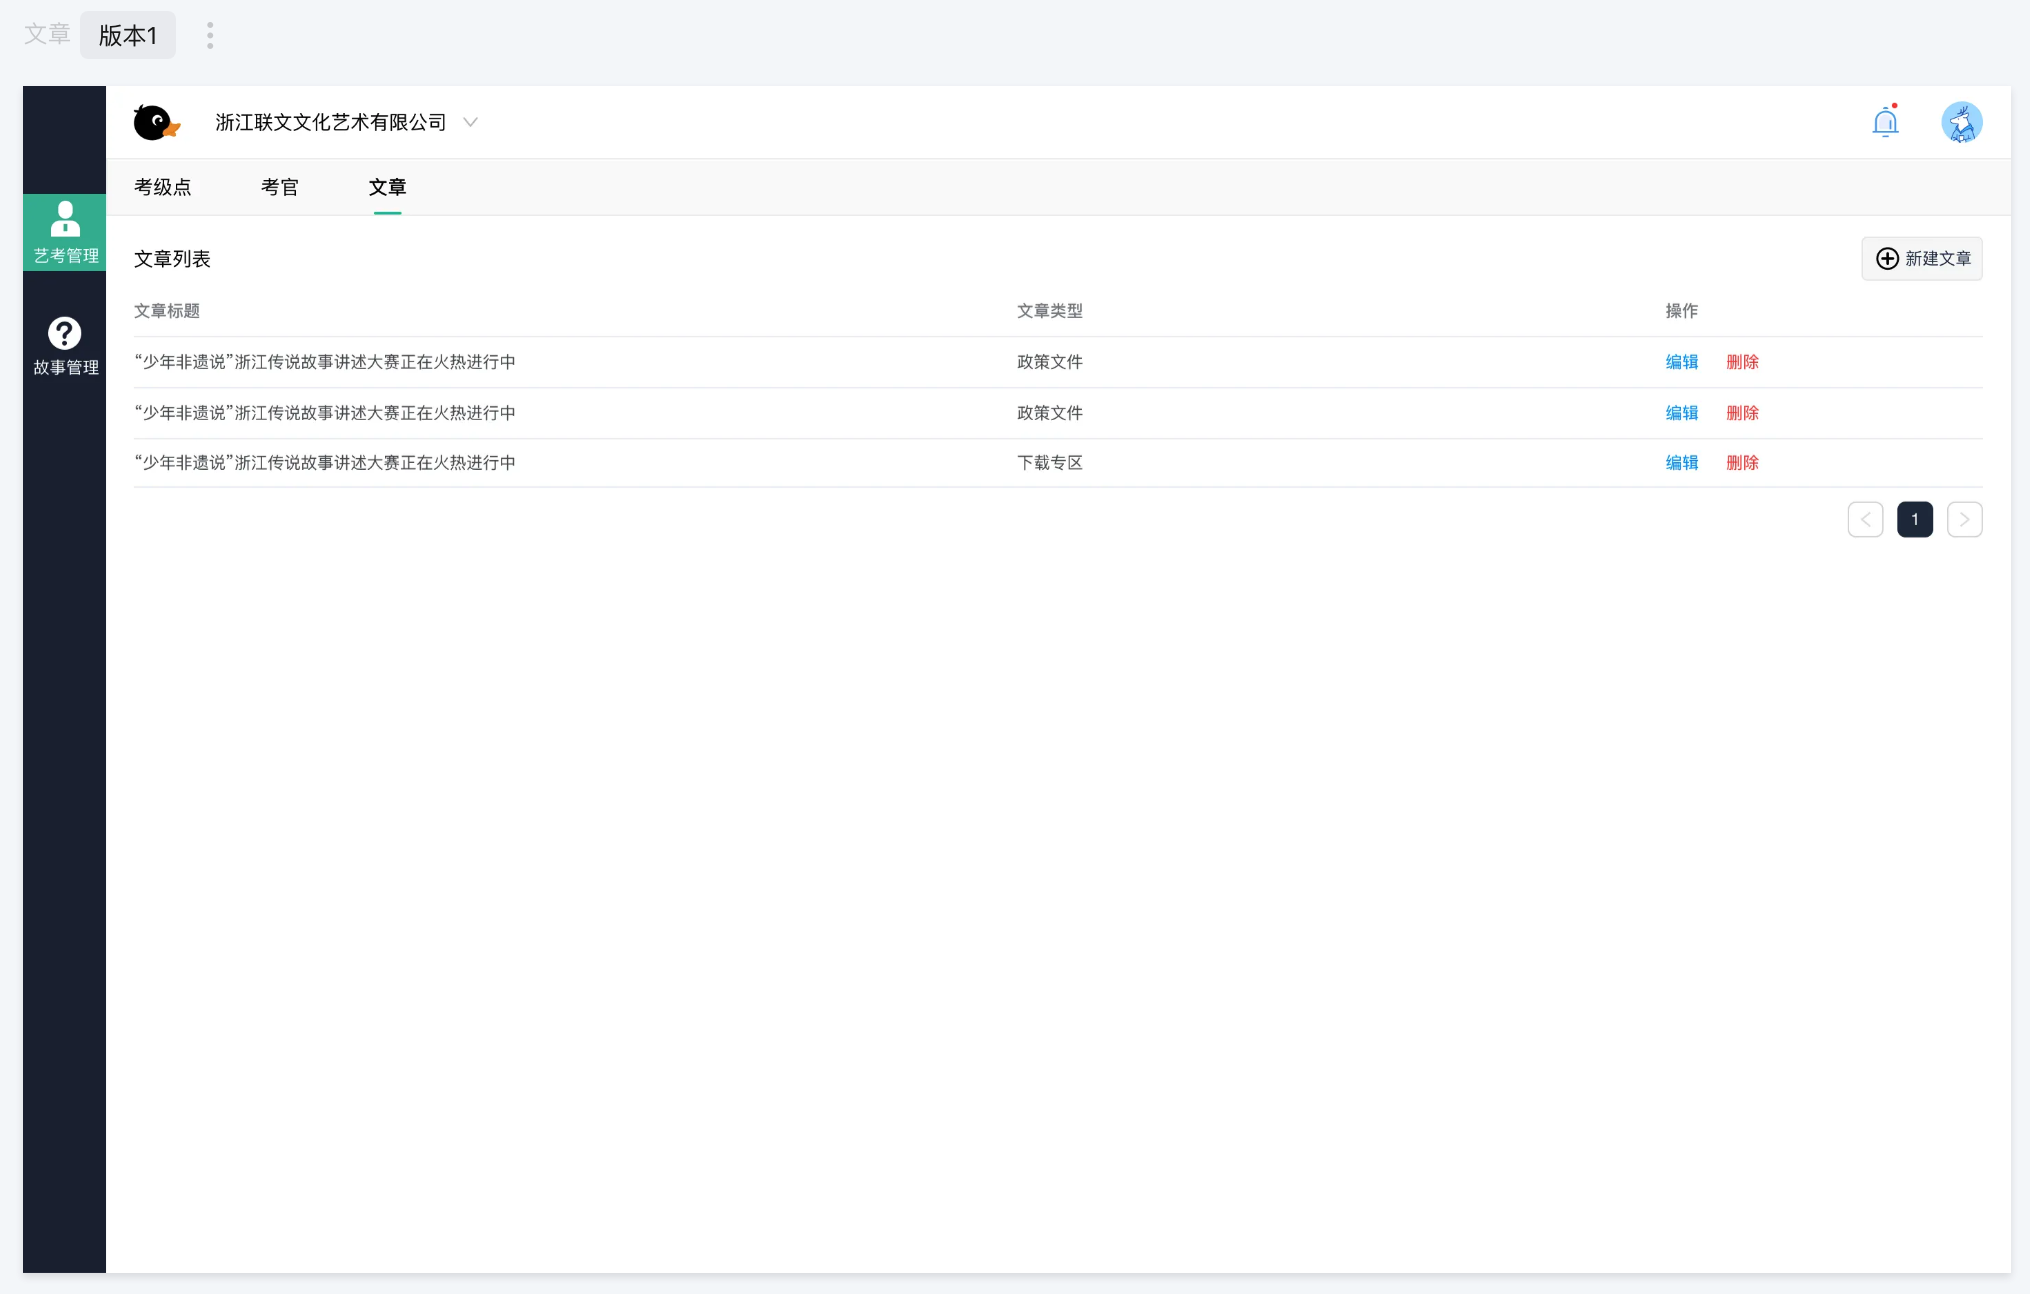 文章 版本1
浙江联文文化艺术有限公司
考级点 考官 文章
艺考管理
故事管理
文章列表 新建文章
文章标题 文章类型 操作
“少年非遗说”浙江传说故事讲述大赛正在火热进行中 政策文件 编辑 删除
“少年非遗说”浙江传说故事讲述大赛正在火热进行中 政策文件 编辑 删除
“少年非遗说”浙江传说故事讲述大赛正在火热进行中 下载专区 编辑 删除
1